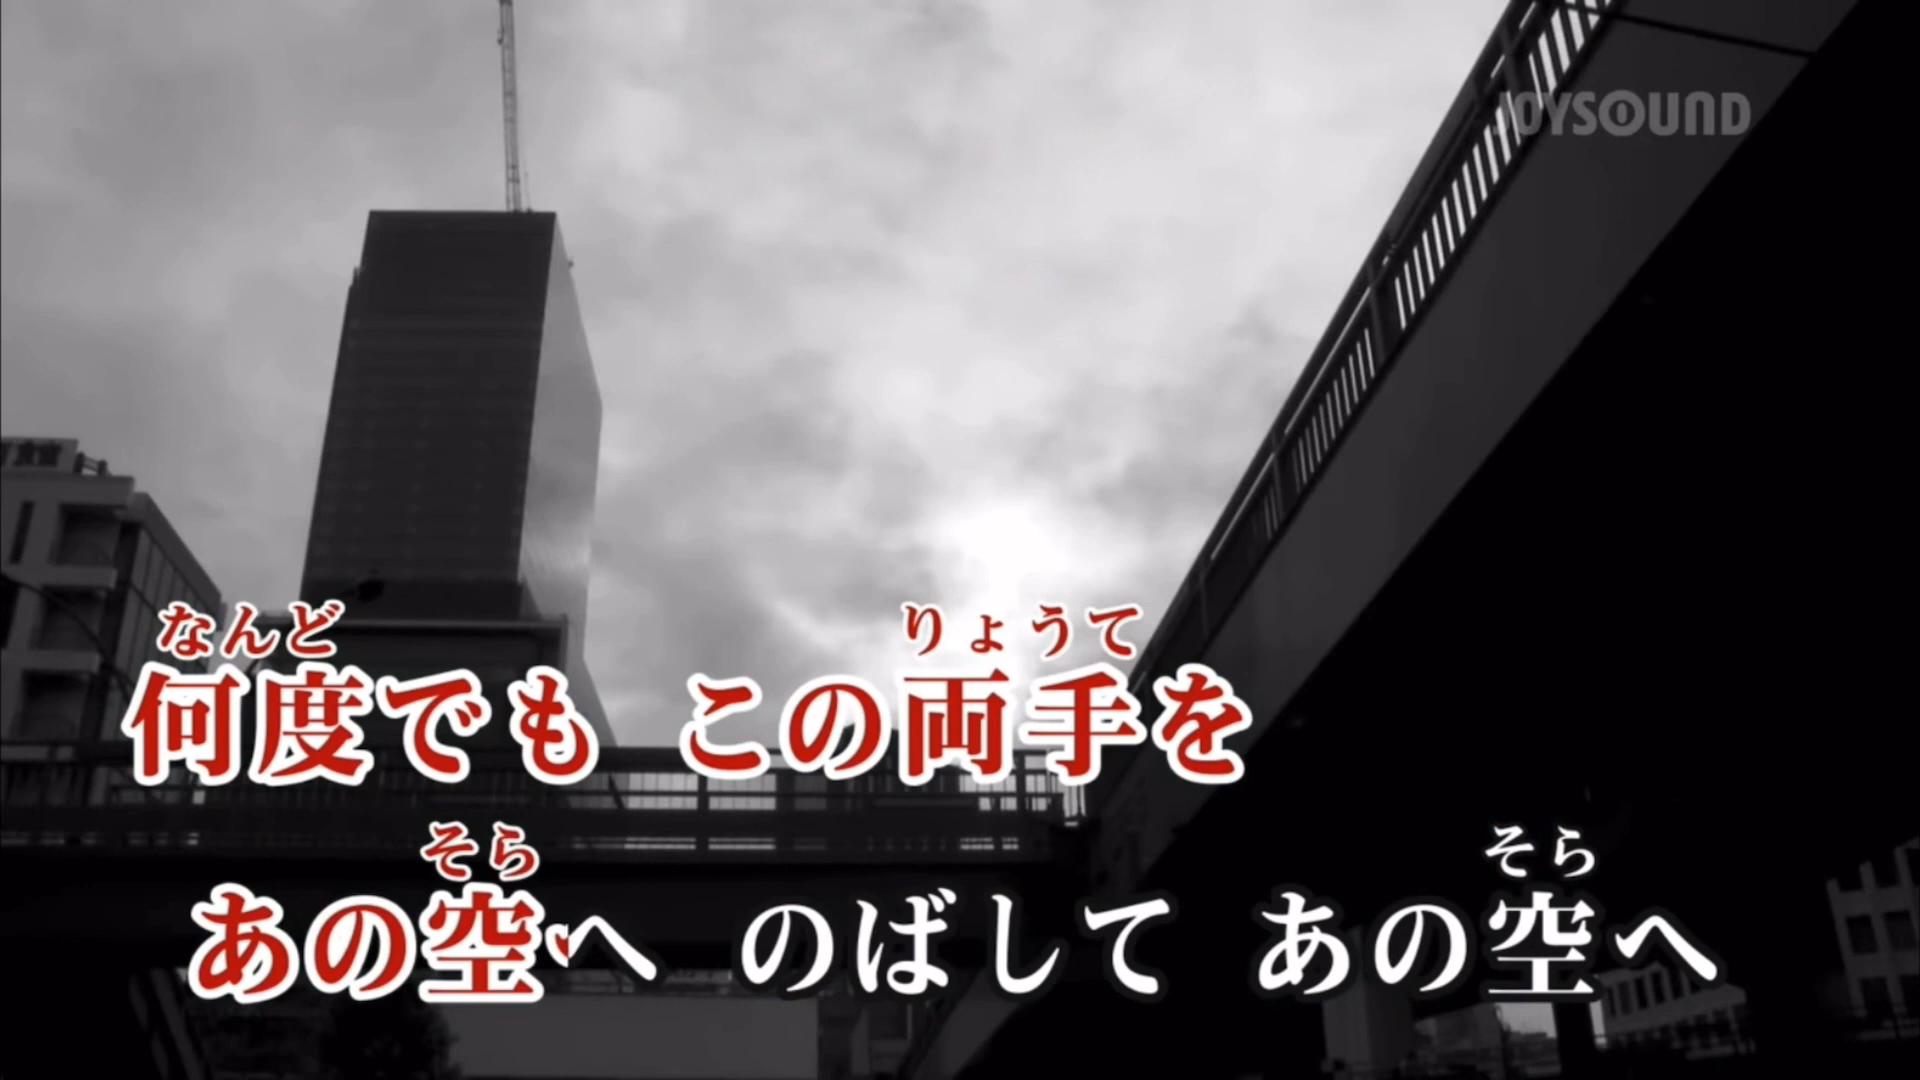 JOYSOUND
なんど りょうて
何度でも この両手を
そら そら
あの空へ のばして あの空へ